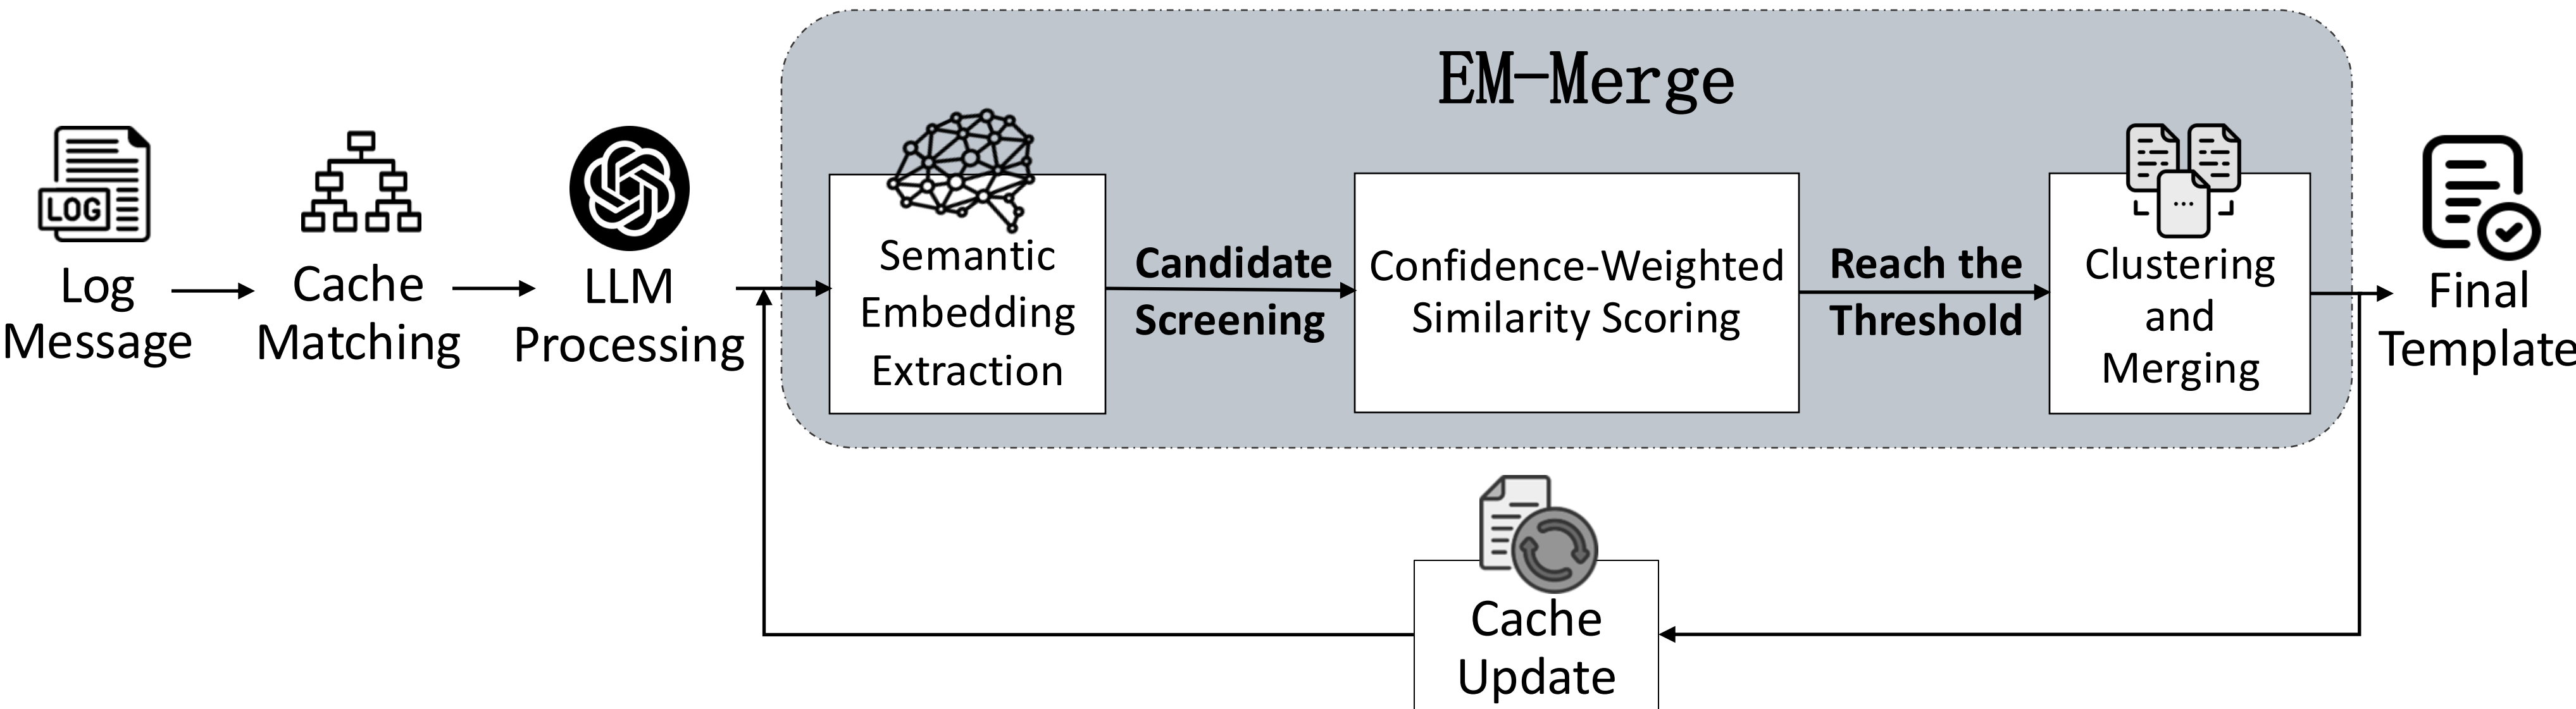 EM-Merge
LOG
Log
Message
Cache
Matching
LLM
Processing
Semantic
Embedding
Extraction
Candidate
Screening
Confidence-Weighted
Similarity Scoring
Reach the
Threshold
...
Clustering
and
Merging
Final
Template
Cache
Update